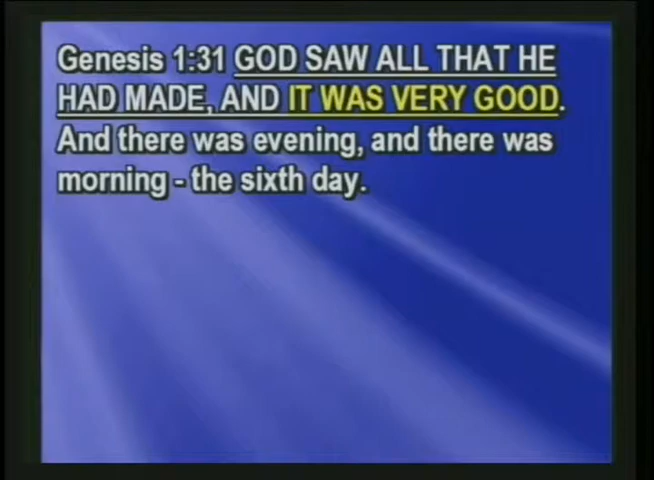 Genesis 1:31 GOD SAW ALL THAT HE
HAD MADE, AND IT WAS VERY GOOD.
And there was evening, and there was
morning - the sixth day.